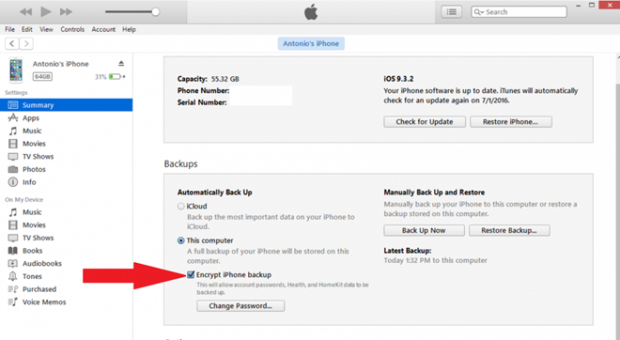 Search
File Edit View Controls Account Help
Antonio's iPhone
Antonio's iPhone
64GB 31%
Settings
Summary
Apps
Music
Movies
TV Shows
Photos
Info
On My Device
Music
Movies
TV Shows
Books
Audiobooks
Tones
Purchased
Voice Memos
Capacity: 55.32 GB
Phone Number:
Serial Number:
iOS 9.3.2
Your iPhone software is up to date. iTunes will automatically
check for an update again on 7/1/2016.
Check for Update Restore iPhone...
Backups
Automatically Back Up
iCloud
Back up the most important data on your iPhone to
iCloud.
This computer
A full backup of your iPhone will be stored on this
computer.
Encrypt iPhone backup
This will allow account passwords, Health, and HomeKit data to be
backed up.
Change Password...
Manually Back Up and Restore
Manually back up your iPhone to this computer or restore a
backup stored on this computer.
Back Up Now Restore Backup...
Latest Backup:
Today 1:32 PM to this computer